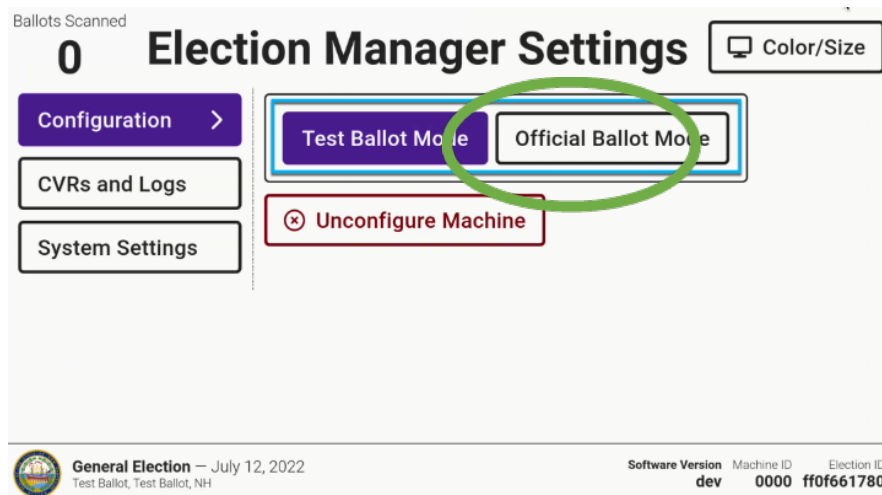 Ballots Scanned
0
Election Manager Settings
Color/Size
Configuration
Test Ballot Mode
Official Ballot Mode
CVRs and Logs
Unconfigure Machine
System Settings
General Election — July 12, 2022
Test Ballot, Test Ballot, NH
Software Version
dev
Machine ID
0000
Election ID
ff0f661780